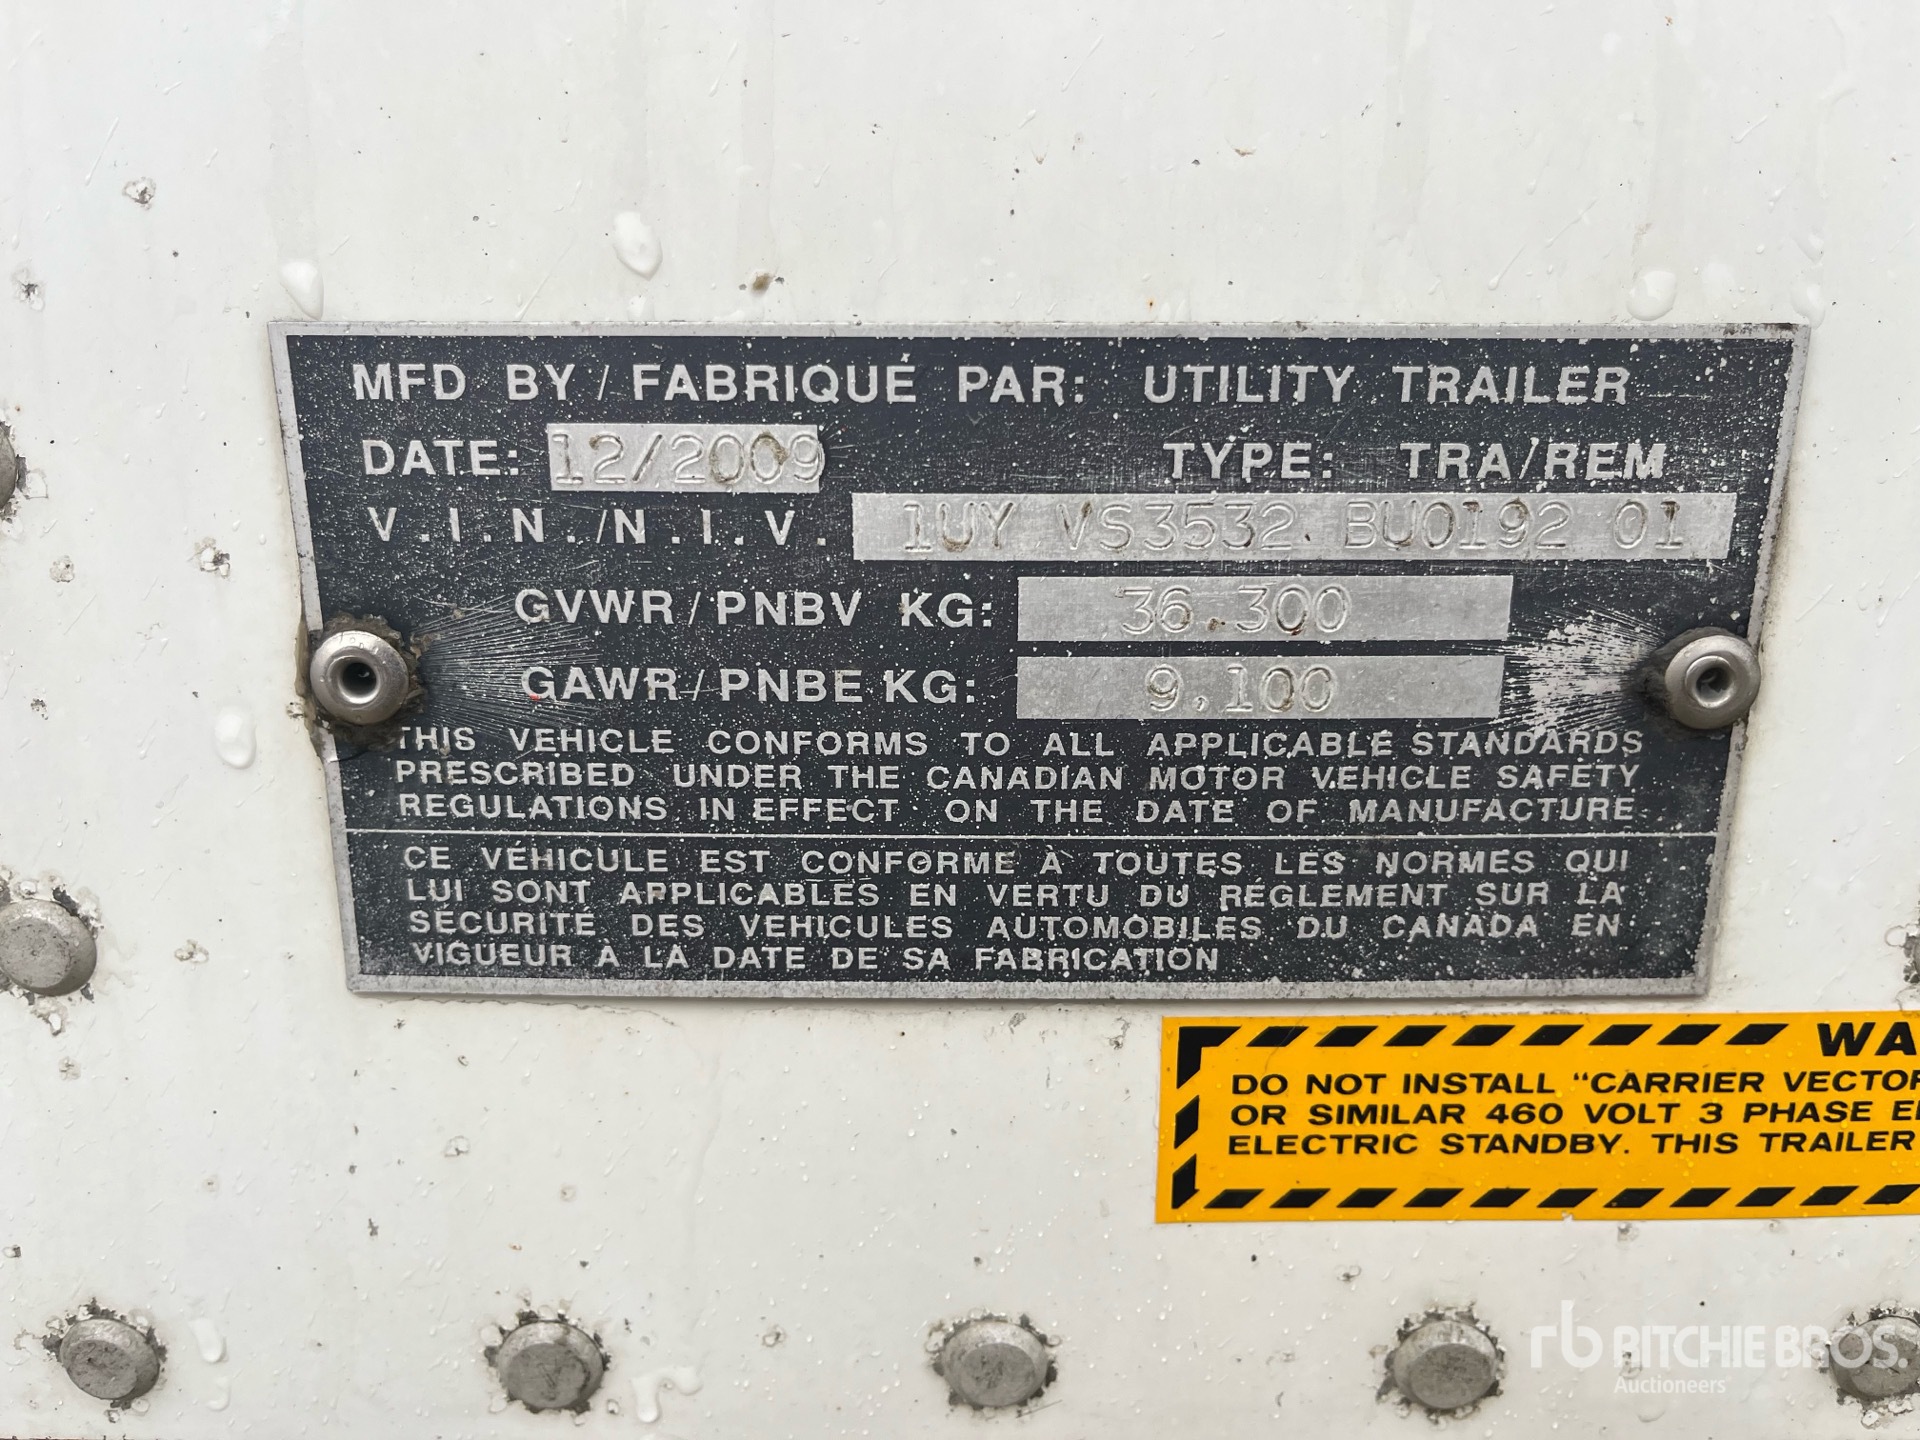 MFD BY / FABRIQUÉ PAR: UTILITY TRAILER
DATE: 12/2009 TYPE: TRA/REM
V.I.N./N.I.V. 1UY VS3532 BU0192 01
GVWR/PNBV KG: 36,300
GAWR/PNBE KG: 9,100
THIS VEHICLE CONFORMS TO ALL APPLICABLE STANDARDS
PRESCRIBED UNDER THE CANADIAN MOTOR VEHICLE SAFETY
REGULATIONS IN EFFECT ON THE DATE OF MANUFACTURE.
CE VÉHICULE EST CONFORME À TOUTES LES NORMES QUI
LUI SONT APPLICABLES EN VERTU DU RÉGLEMENT SUR LA
SÉCURITÉ DES VÉHICULES AUTOMOBILES DU CANADA EN
VIGUEUR À LA DATE DE SA FABRICATION
WA
DO NOT INSTALL "CARRIER VECTOR
OR SIMILAR 460 VOLT 3 PHASE
ELECTRIC STANDBY. THIS TRAILER
rb RITCHIE BROS.
Auctioneers